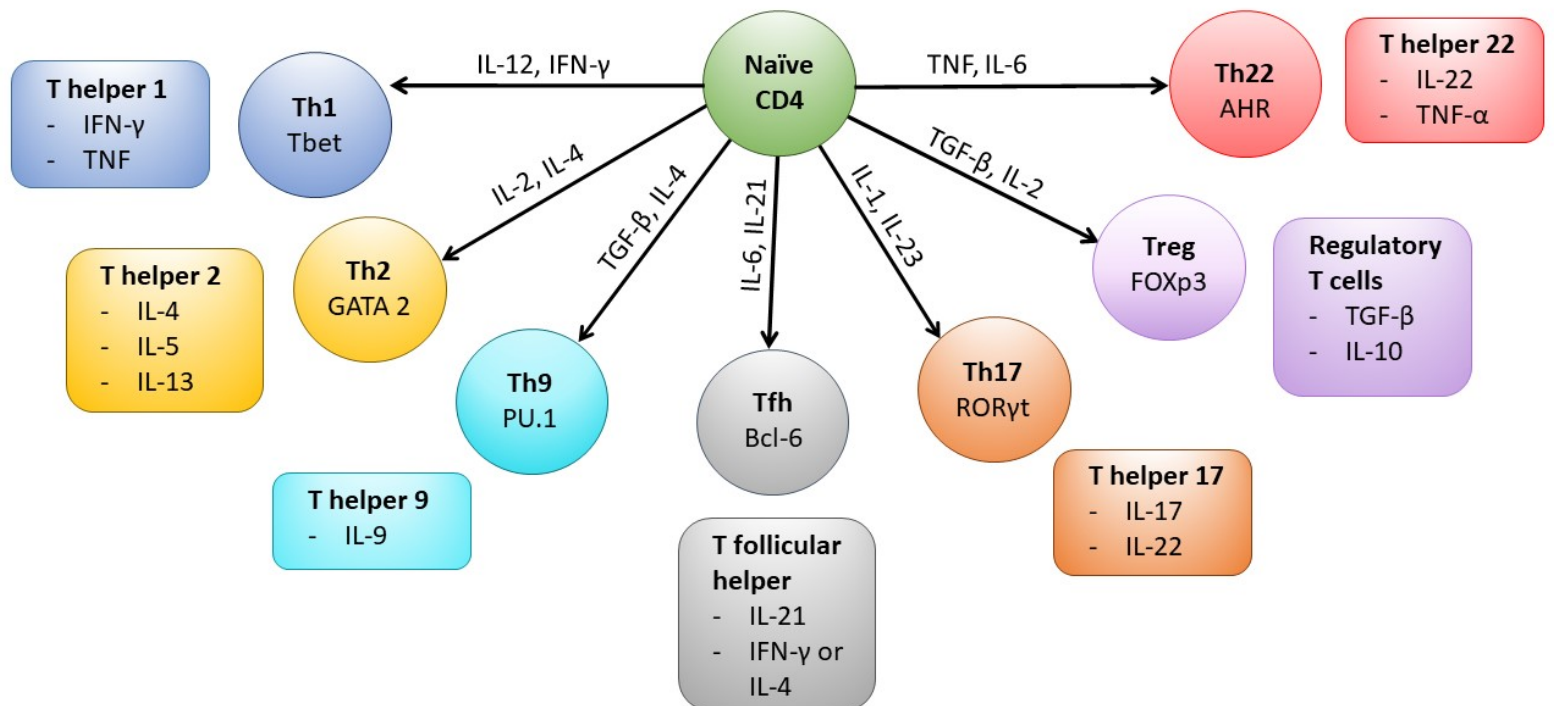 Naïve
CD4
IL-12, IFN-γ
Th1
Tbet
T helper 1
- IFN-γ
- TNF
IL-2, IL-4
Th2
GATA 2
T helper 2
- IL-4
- IL-5
- IL-13
TGF-β, IL-4
Th9
PU.1
T helper 9
- IL-9
IL-6, IL-21
Tfh
Bcl-6
T follicular
helper
- IL-21
- IFN-γ or
IL-4
IL-1, IL-23
Th17
RORγt
T helper 17
- IL-17
- IL-22
TGF-β, IL-2
Treg
FOXp3
Regulatory
T cells
- TGF-β
- IL-10
TNF, IL-6
Th22
AHR
T helper 22
- IL-22
- TNF-α